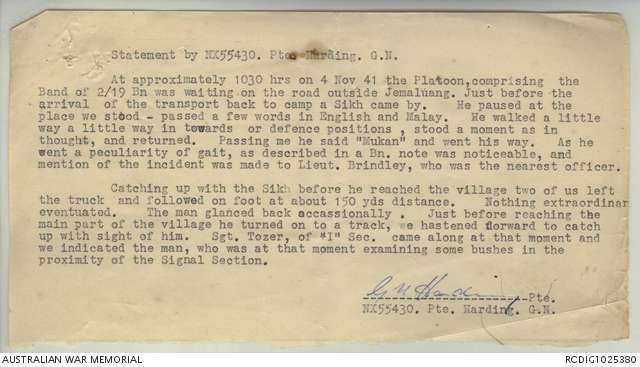 Statement by NX55430. Pte. Harding. G.N.
At approximately 1030 hrs on 4 Nov 41 the Platoon,comprising the
Band of 2/19 Bn was waiting on the road outside Jemaluang. Just before the
arrival of the transport back to camp a Sikh came by. He paused at the
place we stood - passed a few words in English and Malay. He walked a little
way a little way in towards or defence positions , stood a moment as in
thought, and returned. Passing me he said "Mukan" and went his way. As he
went a peculiarity of gait, as described in a Bn. note was noticeable, and
mention of the incident was made to Lieut. Brindley, who was the nearest officer.
Catching up with the Sikh before he reached the village two of us left
the truck and followed on foot at about 150 yds distance. Nothing extraordinar
eventuated. The man glanced back accassionally . Just before reaching the
main part of the village he turned on to a track, we hastened forward to catch
up with sight of him. Sgt. Tozer, of "I" Sec. came along at that moment and
we indicated the man, who was at that moment examining some bushes in the
proximity of the Signal Section.
G N Harding Pte.
NX55430. Pte. Harding. G.N.
AUSTRALIAN WAR MEMORIAL RCDIG1025380